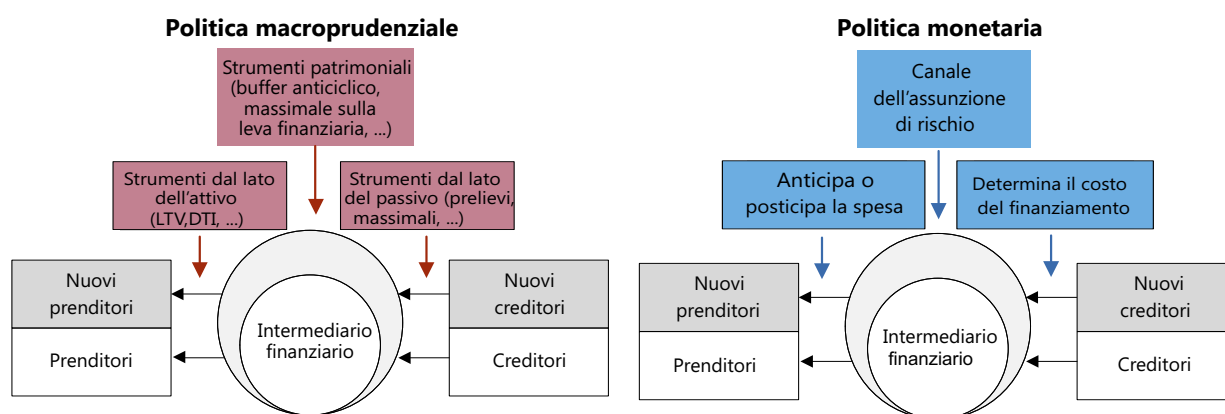 Politica macroprudenziale
Strumenti patrimoniali
(buffer anticiclico,
massimale sulla
leva finanziaria, ...)
Strumenti dal lato
dell'attivo
(LTV,DTI, ...)
Strumenti dal lato
del passivo (prelievi,
massimali, ...)
Nuovi
prenditori
Prenditori
Intermediario
finanziario
Nuovi
creditori
Creditori
Politica monetaria
Canale
dell'assunzione
di rischio
Anticipa o
posticipa la spesa
Determina il costo
del finanziamento
Nuovi
prenditori
Prenditori
Intermediario
finanziario
Nuovi
creditori
Creditori